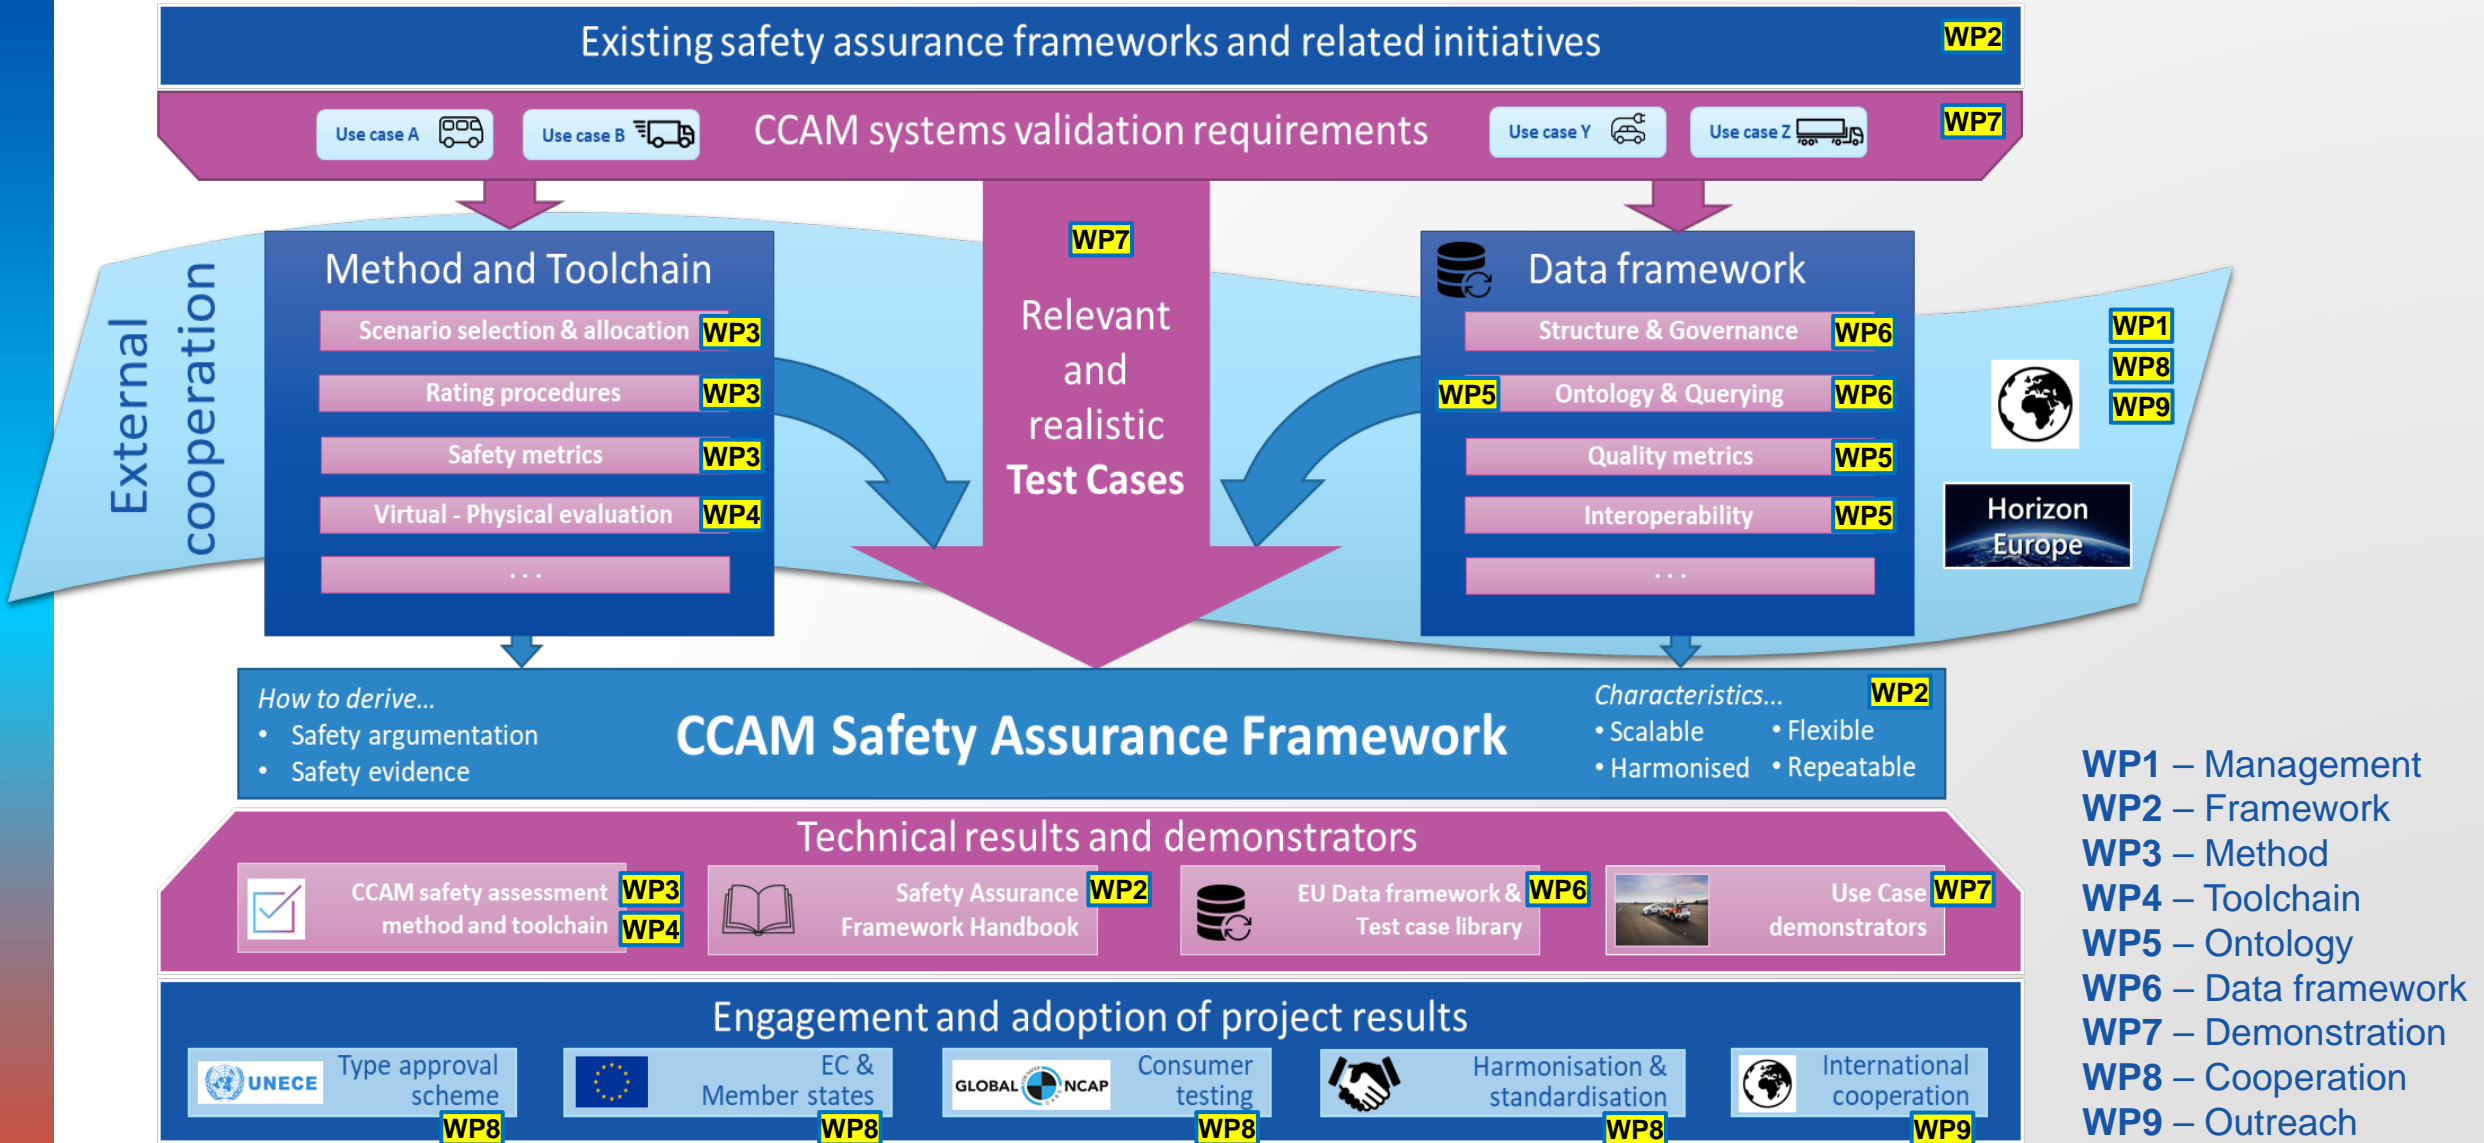 Existing safety assurance frameworks and related initiatives
WP2
Use case A
Use case B
CCAM systems validation requirements
Use case Y
Use case Z
WP7
External
cooperation
Method and Toolchain
Scenario selection & allocation WP3
Rating procedures WP3
Safety metrics WP3
Virtual - Physical evaluation WP4
. . .
WP7
Relevant
and
realistic
Test Cases
Data framework
Structure & Governance WP6
WP5 Ontology & Querying WP6
Quality metrics WP5
Interoperability WP5
. . .
WP1
WP8
WP9
Horizon
Europe
How to derive...
• Safety argumentation
• Safety evidence
CCAM Safety Assurance Framework
Characteristics...
WP2
• Scalable • Flexible
• Harmonised • Repeatable
Technical results and demonstrators
CCAM safety assessment WP3
method and toolchain WP4
Safety Assurance WP2
Framework Handbook
EU Data framework & WP6
Test case library
Use Case WP7
demonstrators
Engagement and adoption of project results
UNECE
Type approval
scheme
WP8
EC &
Member states
WP8
GLOBAL NCAP
Consumer
testing
WP8
Harmonisation &
standardisation
WP8
International
cooperation
WP9
WP1 – Management
WP2 – Framework
WP3 – Method
WP4 – Toolchain
WP5 – Ontology
WP6 – Data framework
WP7 – Demonstration
WP8 – Cooperation
WP9 – Outreach